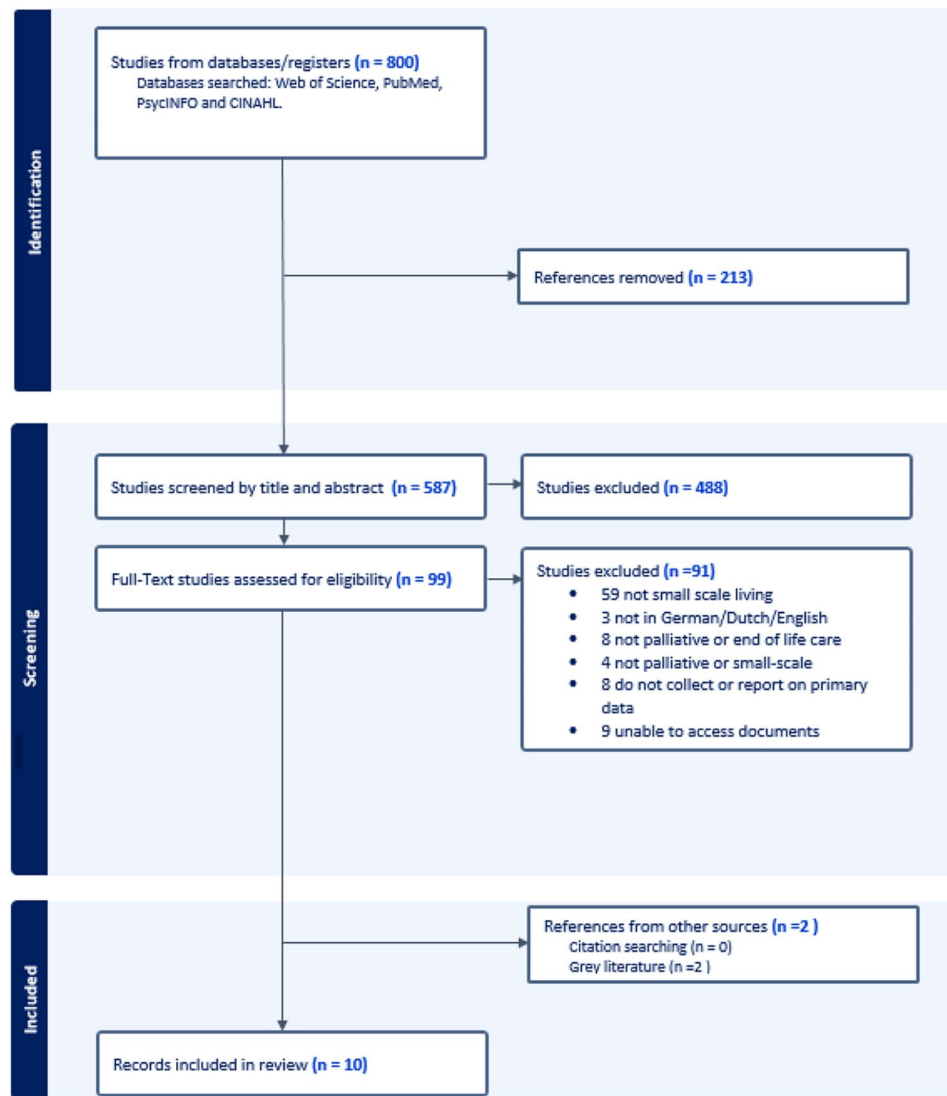 Identification
Studies from databases/registers (n = 800)
Databases searched: Web of Science, PubMed,
PsycINFO and CINAHL.
References removed (n = 213)
Screening
Studies screened by title and abstract (n = 587)
Studies excluded (n = 488)
Full-Text studies assessed for eligibility (n = 99)
Studies excluded (n =91)
• 59 not small scale living
• 3 not in German/Dutch/English
• 8 not palliative or end of life care
• 4 not palliative or small-scale
• 8 do not collect or report on primary
data
• 9 unable to access documents
Included
References from other sources (n =2 )
Citation searching (n = 0)
Grey literature (n =2 )
Records included in review (n = 10)